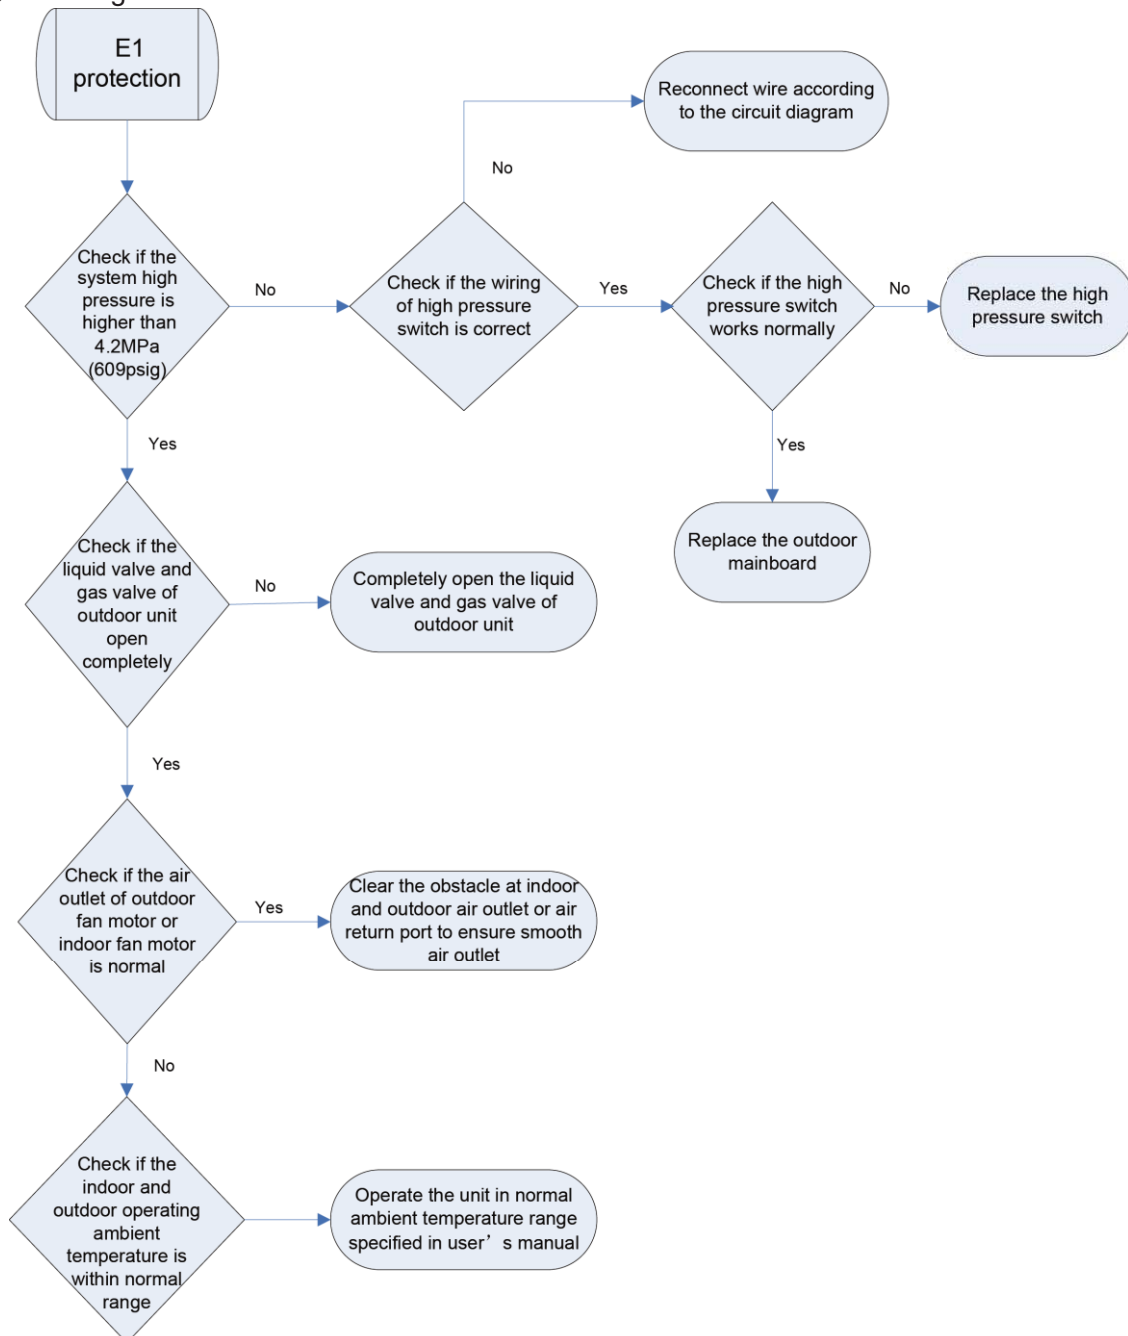 E1
protection
Reconnect wire according
to the circuit diagram
No
Check if the
system high
pressure is
higher than
4.2MPa
(609psig)
No
Check if the wiring
of high pressure
switch is correct
Yes
Check if the high
pressure switch
works normally
No
Replace the high
pressure switch
Yes
Yes
Replace the outdoor
mainboard
Check if the
liquid valve and
gas valve of
outdoor unit
open
completely
No
Completely open the liquid
valve and gas valve of
outdoor unit
Yes
Check if the air
outlet of outdoor
fan motor or
indoor fan motor
is normal
Yes
Clear the obstacle at indoor
and outdoor air outlet or air
return port to ensure smooth
air outlet
No
Check if the
indoor and
outdoor operating
ambient
temperature is
within normal
range
Operate the unit in normal
ambient temperature range
specified in user’s manual